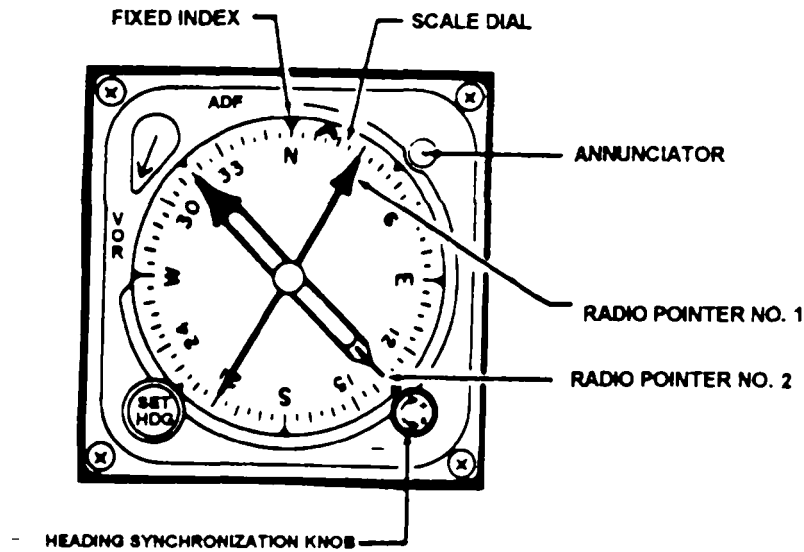 FIXED INDEX
SCALE DIAL
ADF
ANNUNCIATOR
VOR
N
33
30
W
24
S
15
12
E
6
RADIO POINTER NO. 1
RADIO POINTER NO. 2
SET
HDG
HEADING SYNCHRONIZATION KNOB